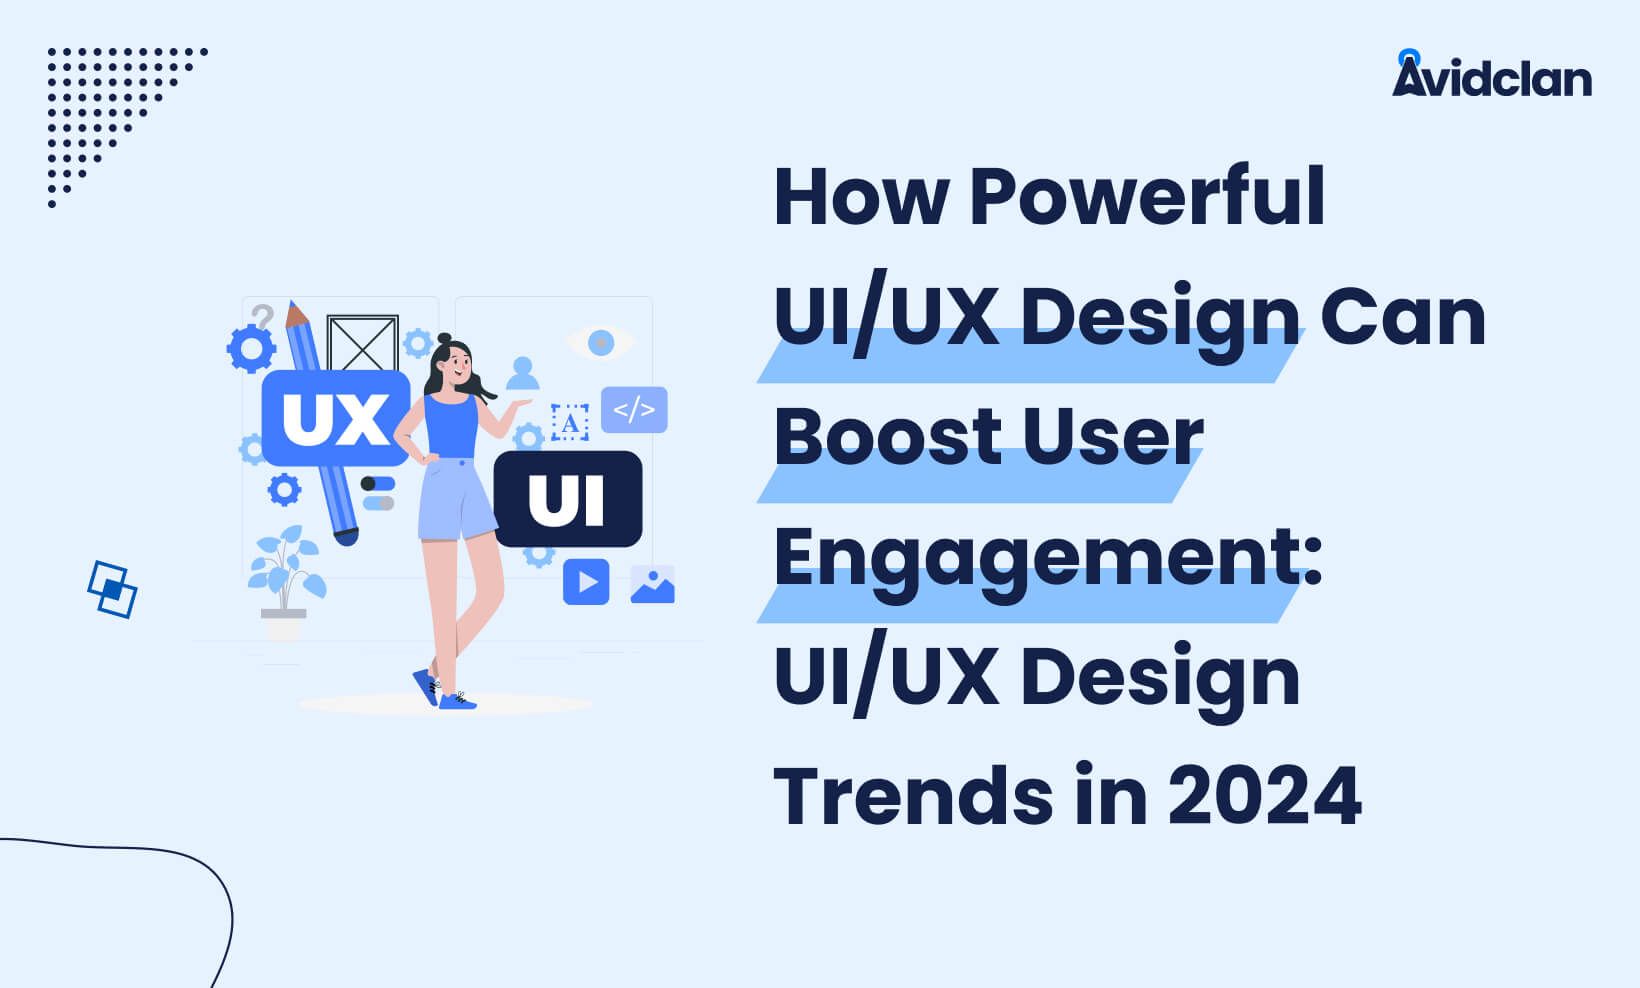 Avidclan
How Powerful
UI/UX Design Can
Boost User
Engagement:
UI/UX Design
Trends in 2024
?
UX
A
</>
UI